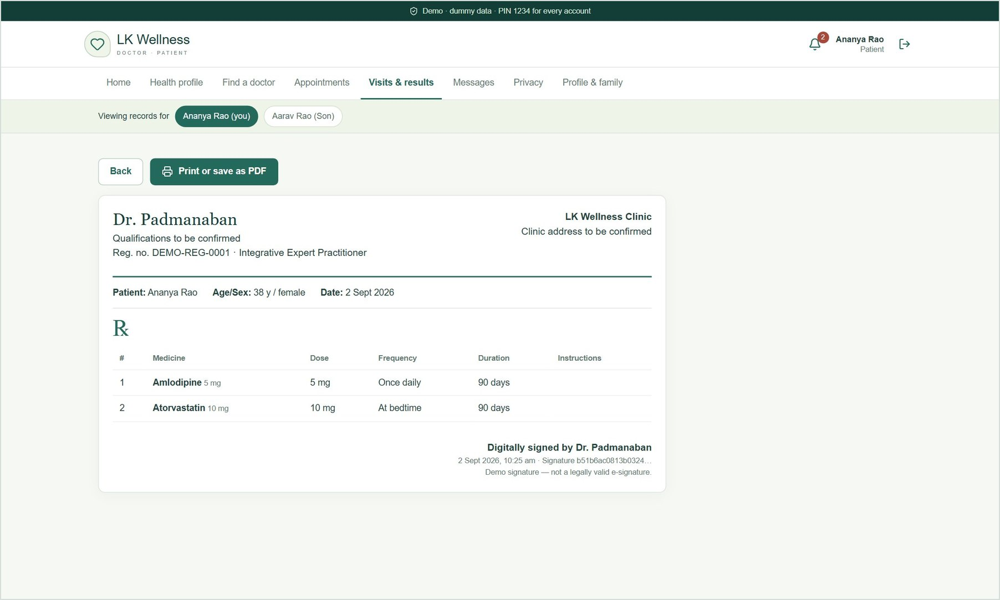 Demo · dummy data · PIN 1234 for every account
LK Wellness
DOCTOR · PATIENT
2
Ananya Rao
Patient
Home Health profile Find a doctor Appointments Visits & results Messages Privacy Profile & family
Viewing records for Ananya Rao (you) Aarav Rao (Son)
Back Print or save as PDF
Dr. Padmanaban
Qualifications to be confirmed
Reg. no. DEMO-REG-0001 · Integrative Expert Practitioner
LK Wellness Clinic
Clinic address to be confirmed
Patient: Ananya Rao Age/Sex: 38 y / female Date: 2 Sept 2026
℞
# Medicine Dose Frequency Duration Instructions
1 Amlodipine 5 mg 5 mg Once daily 90 days
2 Atorvastatin 10 mg 10 mg At bedtime 90 days
Digitally signed by Dr. Padmanaban
2 Sept 2026, 10:25 am · Signature b51b6ac0813b0324…
Demo signature — not a legally valid e-signature.